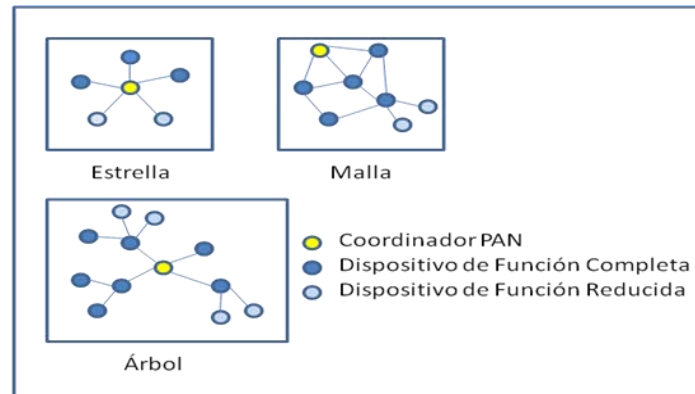 Estrella
Malla
Coordinador PAN
Dispositivo de Función Completa
Dispositivo de Función Reducida
Árbol